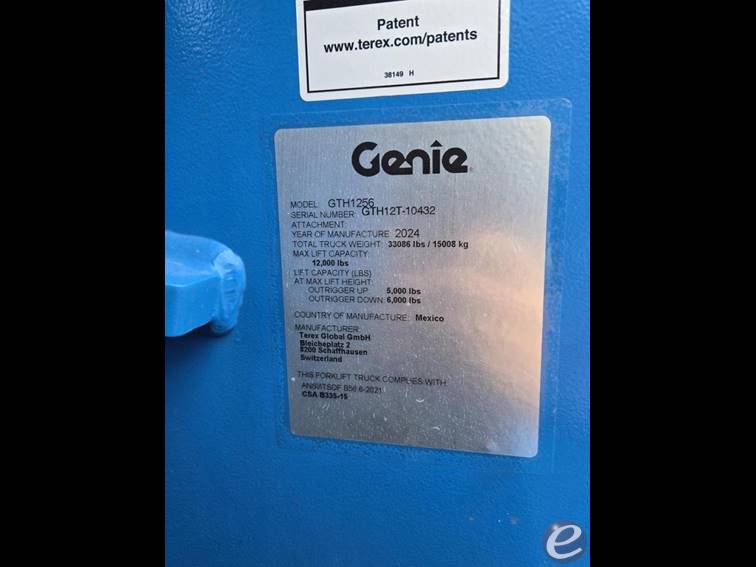 Patent
www.terex.com/patents
38149 H
Genie
MODEL: GTH1256
SERIAL NUMBER: GTH12T-10432
ATTACHMENT:
YEAR OF MANUFACTURE: 2024
TOTAL TRUCK WEIGHT: 33086 lbs / 15008 kg
MAX LIFT CAPACITY:
12,000 lbs
LIFT CAPACITY (LBS)
AT MAX LIFT HEIGHT:
OUTRIGGER UP: 5,000 lbs
OUTRIGGER DOWN: 6,000 lbs
COUNTRY OF MANUFACTURE: Mexico
MANUFACTURER:
Terex Global GmbH
Bleicheplatz 2
8200 Schaffhausen
Switzerland
THIS FORKLIFT TRUCK COMPLIES WITH:
ANSI/ITSDF B56.6-2021
CSA B335-15
e